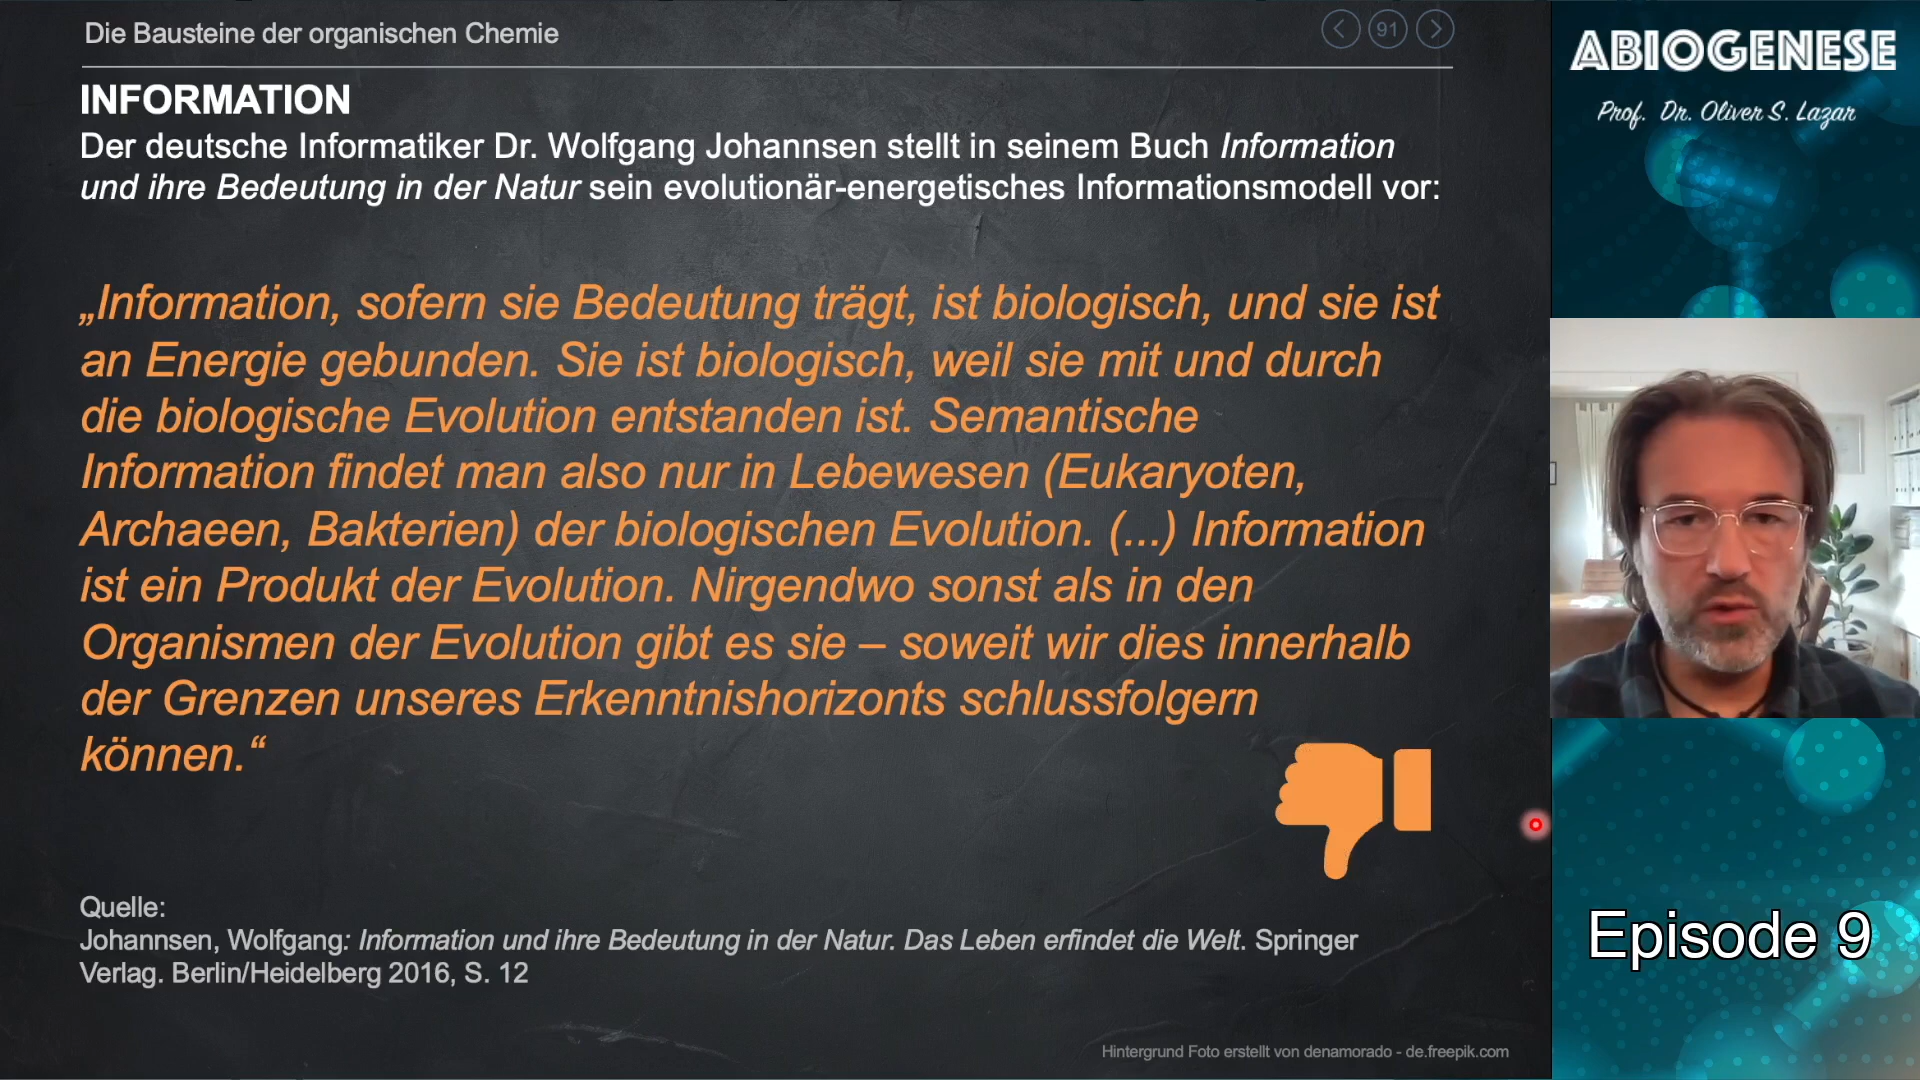 Die Bausteine der organischen Chemie
91
INFORMATION
Der deutsche Informatiker Dr. Wolfgang Johannsen stellt in seinem Buch Information
und ihre Bedeutung in der Natur sein evolutionär-energetisches Informationsmodell vor:
„Information, sofern sie Bedeutung trägt, ist biologisch, und sie ist
an Energie gebunden. Sie ist biologisch, weil sie mit und durch
die biologische Evolution entstanden ist. Semantische
Information findet man also nur in Lebewesen (Eukaryoten,
Archaeen, Bakterien) der biologischen Evolution. (...) Information
ist ein Produkt der Evolution. Nirgendwo sonst als in den
Organismen der Evolution gibt es sie – soweit wir dies innerhalb
der Grenzen unseres Erkenntnishorizonts schlussfolgern
können.“
Quelle:
Johannsen, Wolfgang: Information und ihre Bedeutung in der Natur. Das Leben erfindet die Welt. Springer
Verlag. Berlin/Heidelberg 2016, S. 12
Hintergrund Foto erstellt von denamorado - de.freepik.com
ABIOGENESE
Prof. Dr. Oliver S. Lazar
Episode 9